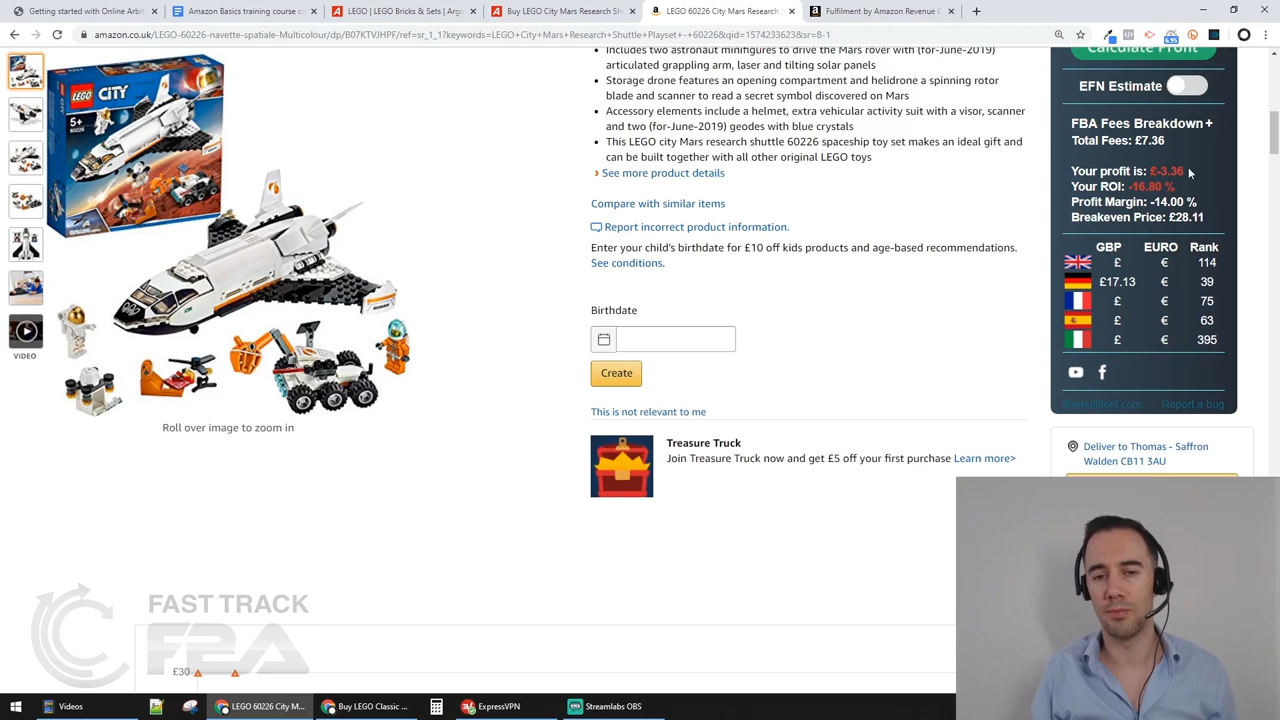 Getting started with Online Arbit
Amazon Basics training course c
LEGO | LEGO Bricks & Sets | Arg
Buy LEGO City Mars Research Sh
LEGO 60226 City Mars Research S
Fulfilment by Amazon Revenue C
amazon.co.uk/LEGO-60226-navette-spatiale-Multicolour/dp/B07KTVJHPF/ref=sr_1_1?keywords=LEGO+City+Mars+Research+Shuttle+Playset+-+60226&qid=1574233623&sr=8-1
6.95
LEGO CITY
5+
60226
VIDEO
Roll over image to zoom in
Includes two astronaut minifigures to drive the Mars rover with (for-June-2019)
articulated grappling arm, laser and tilting solar panels
Storage drone features an opening compartment and helidrone a spinning rotor
blade and scanner to read a secret symbol discovered on Mars
Accessory elements include a helmet, extra vehicular activity suit with a visor, scanner
and two (for-June-2019) geodes with blue crystals
This LEGO city Mars research shuttle 60226 spaceship toy set makes an ideal gift and
can be built together with all other original LEGO toys
› See more product details
Compare with similar items
Report incorrect product information.
Enter your child's birthdate for £10 off kids products and age-based recommendations.
See conditions.
Birthdate
Create
This is not relevant to me
Treasure Truck
Join Treasure Truck now and get £5 off your first purchase Learn more>
Calculate Profit
EFN Estimate
FBA Fees Breakdown +
Total Fees: £7.36
Your profit is: £-3.36
Your ROI: -16.80 %
Profit Margin: -14.00 %
Breakeven Price: £28.11
GBP EURO Rank
£ € 114
£17.13 € 39
£ € 75
£ € 63
£ € 395
Report a bug
Deliver to Thomas - Saffron
Walden CB11 3AU
FAST TRACK
FBA
£30
Videos
LEGO 60226 City M...
Buy LEGO Classic ...
ExpressVPN
Streamlabs OBS